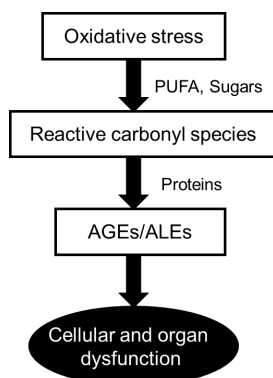 Oxidative stress
PUFA, Sugars
Reactive carbonyl species
Proteins
AGEs/ALEs
Cellular and organ
dysfunction